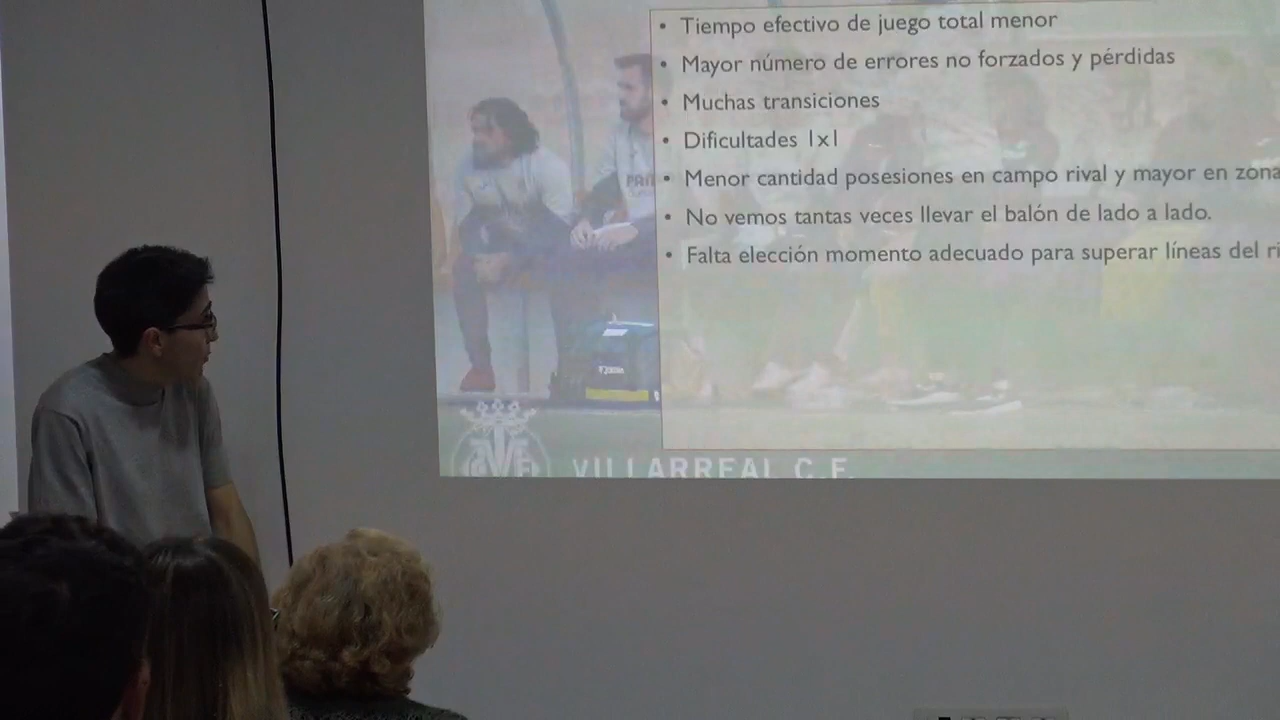 • Tiempo efectivo de juego total menor
• Mayor número de errores no forzados y pérdidas
• Muchas transiciones
• Dificultades 1x1
• Menor cantidad posesiones en campo rival y mayor en zona
• No vemos tantas veces llevar el balón de lado a lado.
• Falta elección momento adecuado para superar líneas del
VILLARREAL C.F.